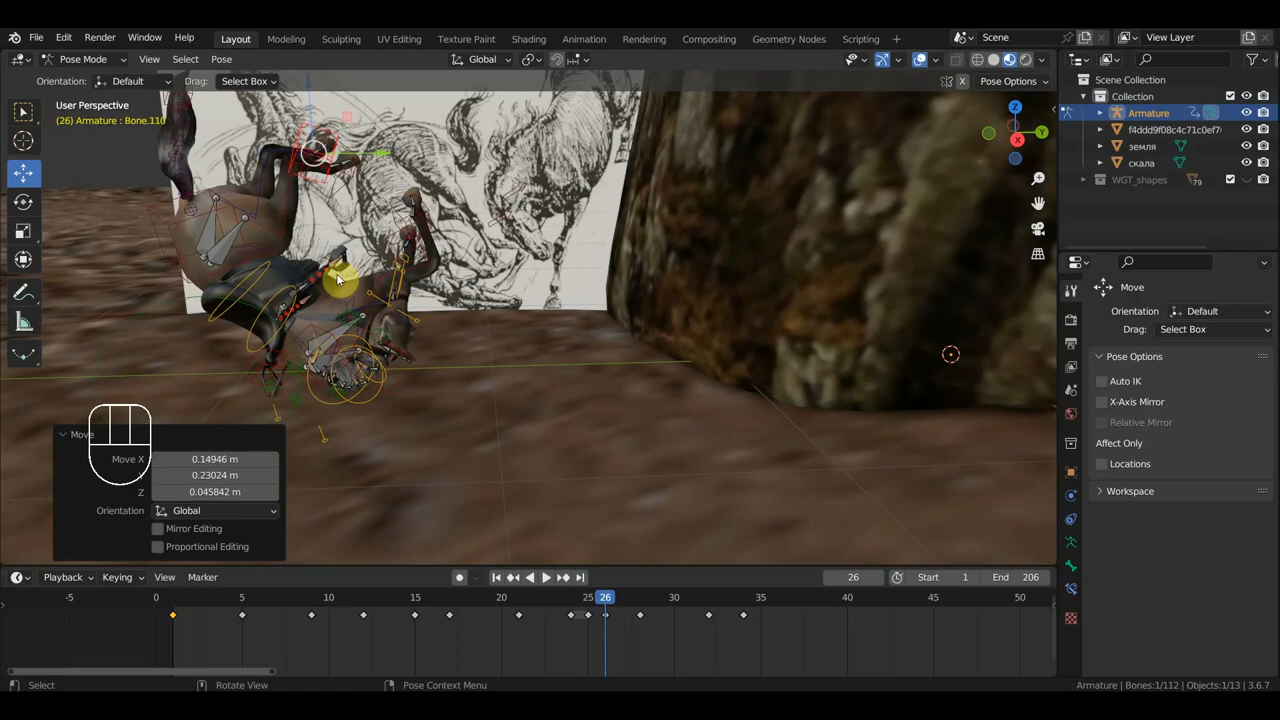 File Edit Render Window Help Layout Modeling Sculpting UV Editing Texture Paint Shading Animation Rendering Compositing Geometry Nodes Scripting + Scene View Layer
Pose Mode View Select Pose Global
Orientation: Default Drag: Select Box X Pose Options
User Perspective
(26) Armature : Bone.110
Z
Y
X
Scene Collection
Collection
Armature
f4ddd9f08c4c71c0ef7
земля
скала
WGT_shapes 79
Move
Orientation Default
Drag: Select Box
Pose Options
Auto IK
X-Axis Mirror
Relative Mirror
Affect Only
Locations
Workspace
Move
Move X 0.14946 m
0.23024 m
Z 0.045842 m
Orientation Global
Mirror Editing
Proportional Editing
Playback Keying View Marker 26 Start 1 End 206
-5 0 5 10 15 20 25 26 30 35 40 45 50
Select Rotate View Pose Context Menu Armature | Bones:1/112 | Objects:1/13 | 3.6.7